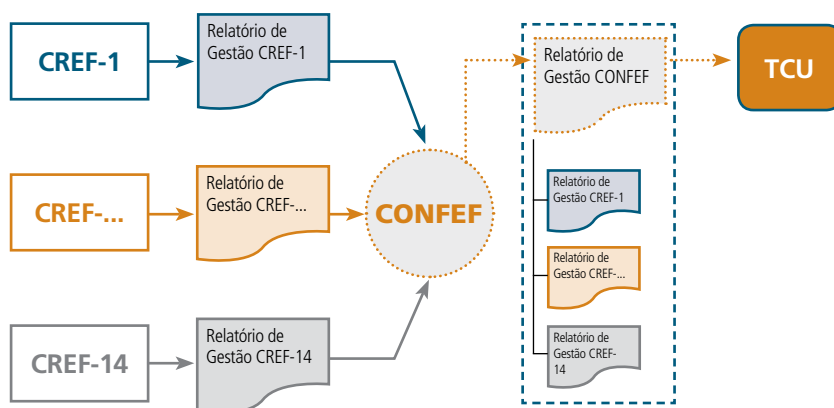 CREF-1
Relatório de
Gestão CREF-1
CREF-...
Relatório de
Gestão CREF-...
CREF-14
Relatório de
Gestão CREF-14
CONFEF
Relatório de
Gestão CONFEF
Relatório de
Gestão CREF-1
Relatório de
Gestão CREF-...
Relatório de
Gestão CREF-
14
TCU